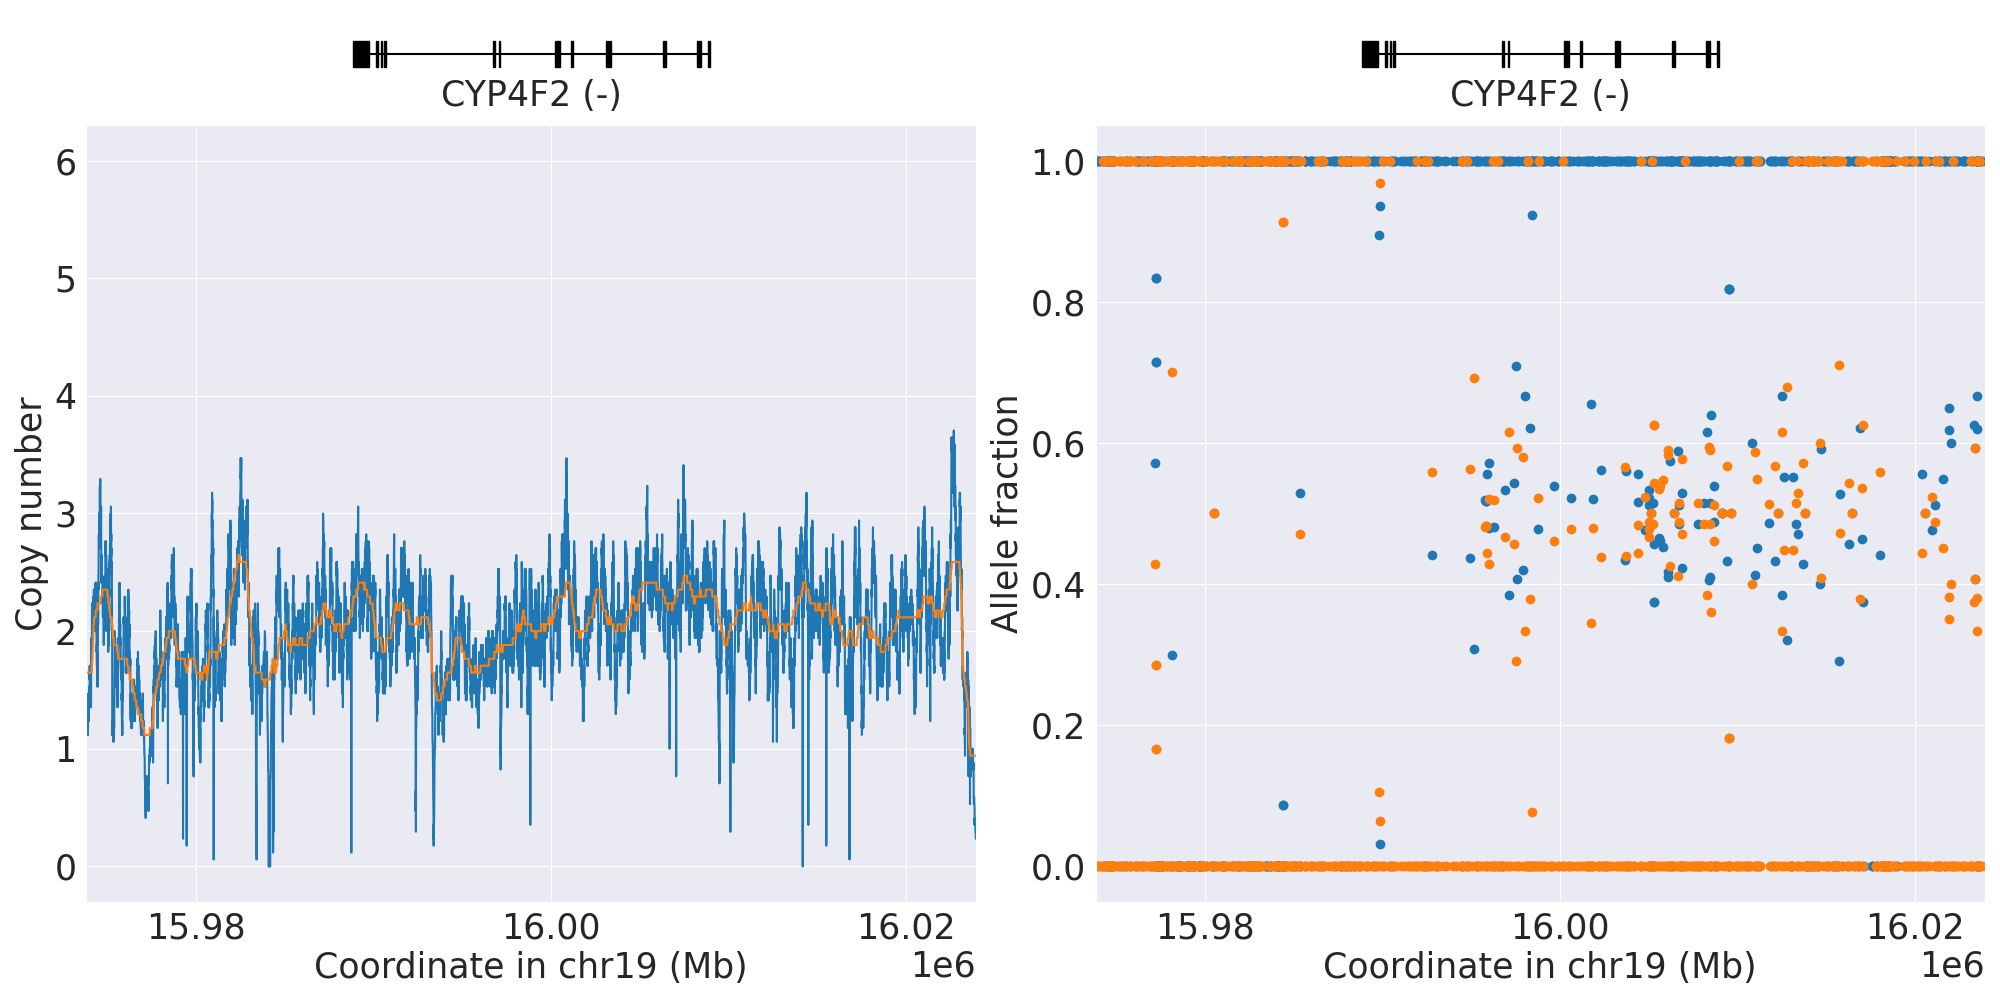 CYP4F2 (-)
Copy number
6
5
4
3
2
1
0
15.98 16.00 16.02
Coordinate in chr19 (Mb)
1e6
CYP4F2 (-)
Allele fraction
1.0
0.8
0.6
0.4
0.2
0.0
15.98 16.00 16.02
Coordinate in chr19 (Mb)
1e6